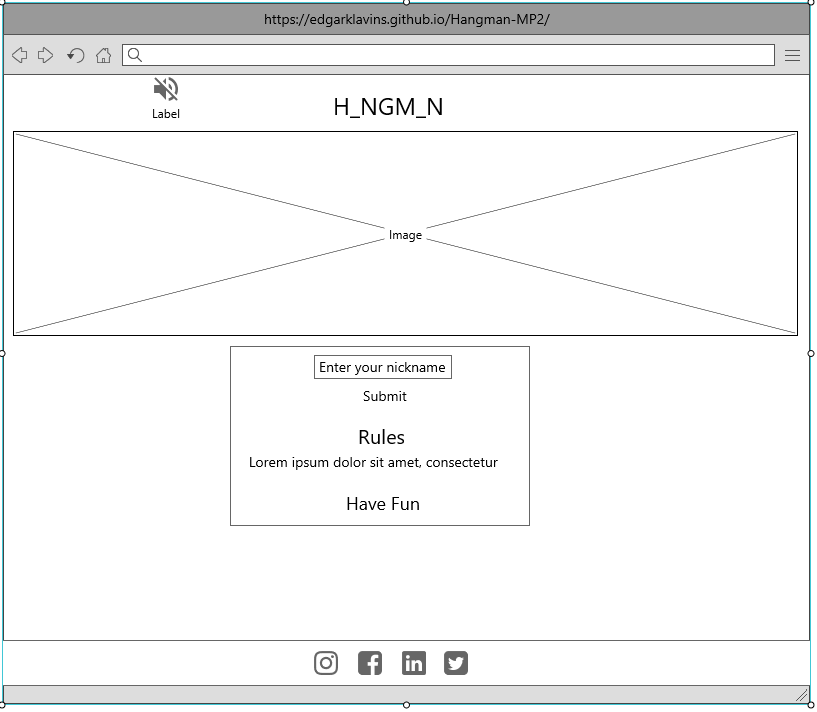 https://edgarklavins.github.io/Hangman-MP2/
Label
H_NGM_N
Image
Enter your nickname
Submit
Rules
Lorem ipsum dolor sit amet, consectetur
Have Fun
in